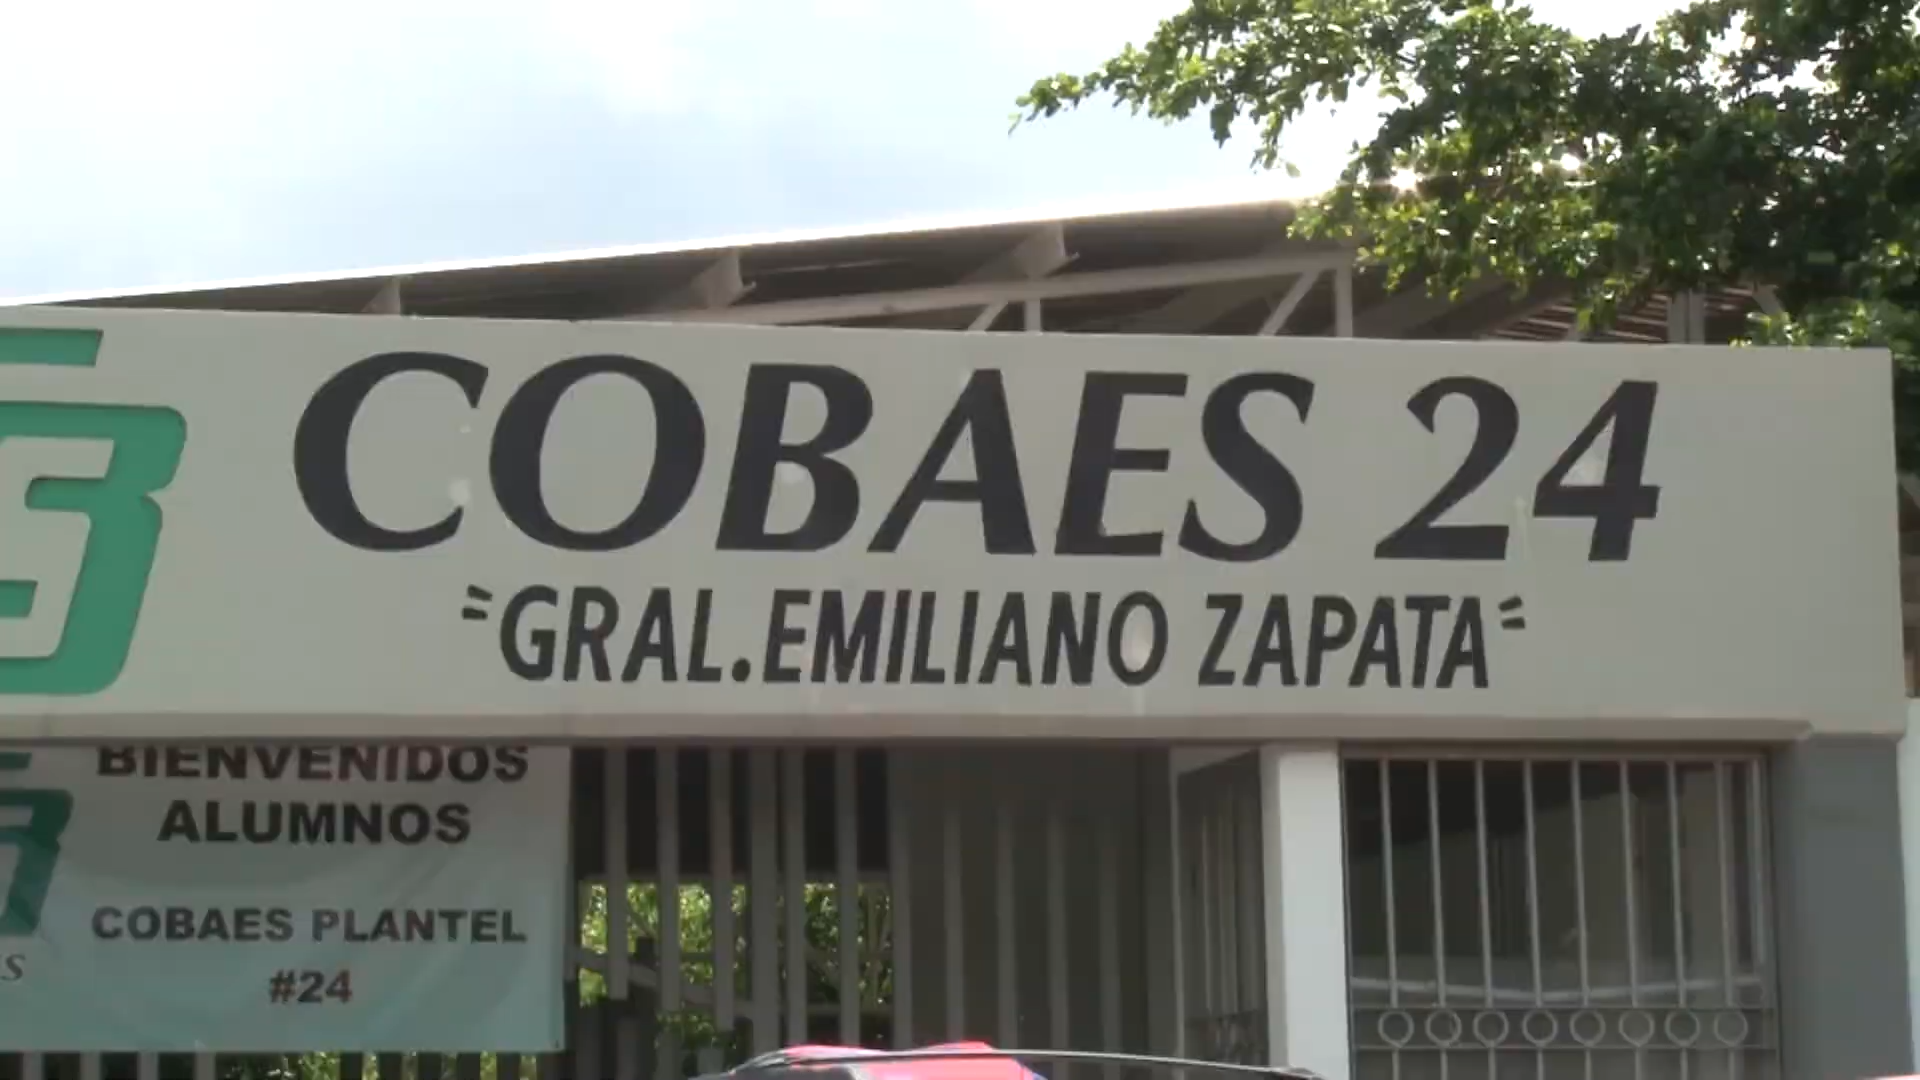 COBAES 24
"GRAL. EMILIANO ZAPATA"
BIENVENIDOS
ALUMNOS
COBAES PLANTEL
#24